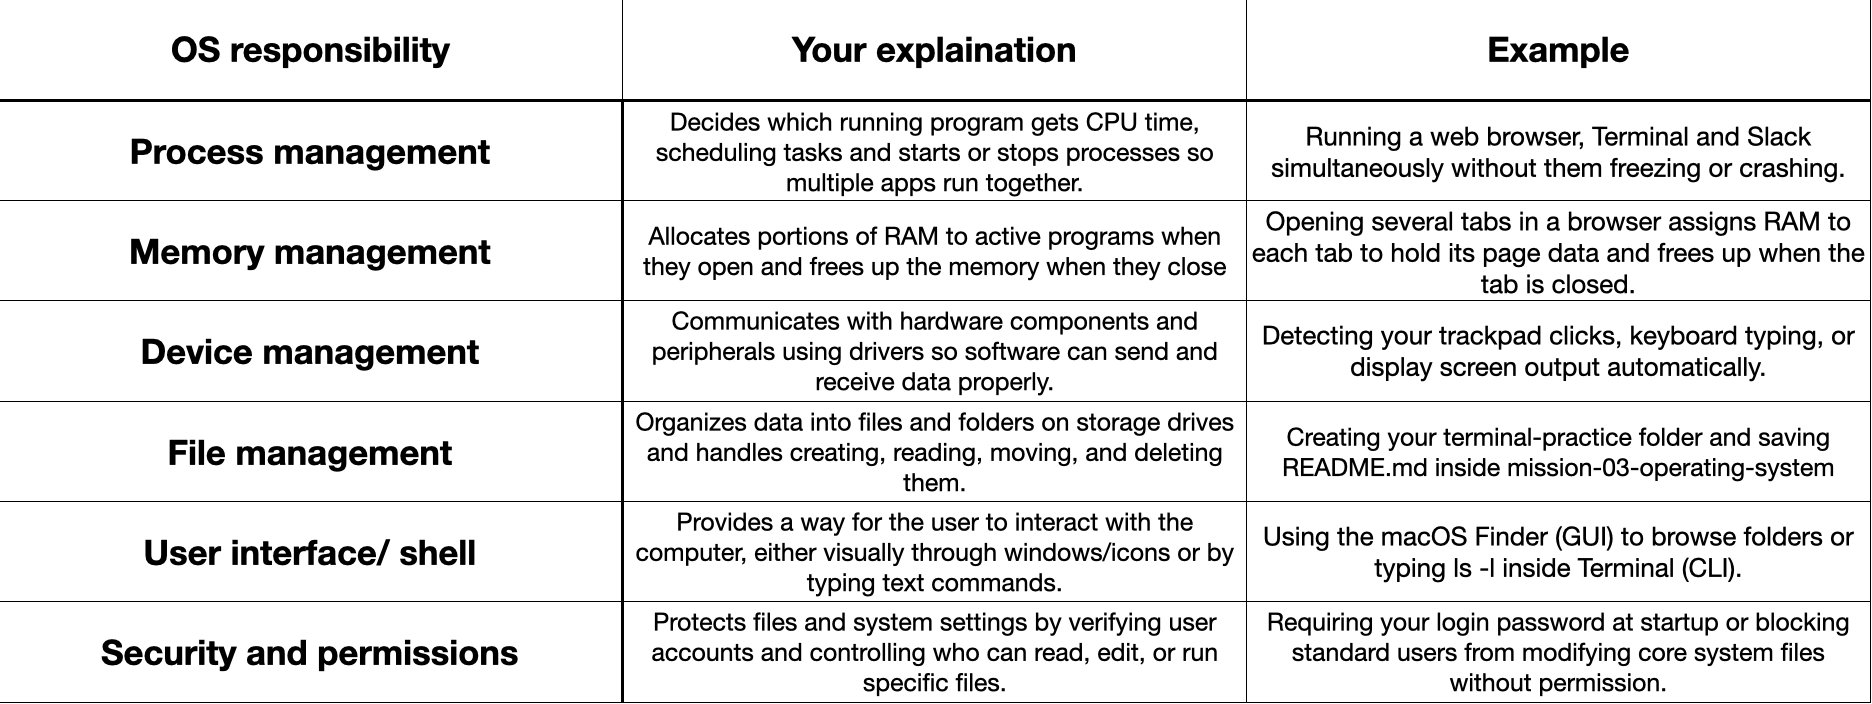 OS responsibility
Your explaination
Example
Process management
Decides which running program gets CPU time,
scheduling tasks and starts or stops processes so
multiple apps run together.
Running a web browser, Terminal and Slack
simultaneously without them freezing or crashing.
Memory management
Allocates portions of RAM to active programs when
they open and frees up the memory when they close
Opening several tabs in a browser assigns RAM to
each tab to hold its page data and frees up when the
tab is closed.
Device management
Communicates with hardware components and
peripherals using drivers so software can send and
receive data properly.
Detecting your trackpad clicks, keyboard typing, or
display screen output automatically.
File management
Organizes data into files and folders on storage drives
and handles creating, reading, moving, and deleting
them.
Creating your terminal-practice folder and saving
README.md inside mission-03-operating-system
User interface/ shell
Provides a way for the user to interact with the
computer, either visually through windows/icons or by
typing text commands.
Using the macOS Finder (GUI) to browse folders or
typing ls -l inside Terminal (CLI).
Security and permissions
Protects files and system settings by verifying user
accounts and controlling who can read, edit, or run
specific files.
Requiring your login password at startup or blocking
standard users from modifying core system files
without permission.